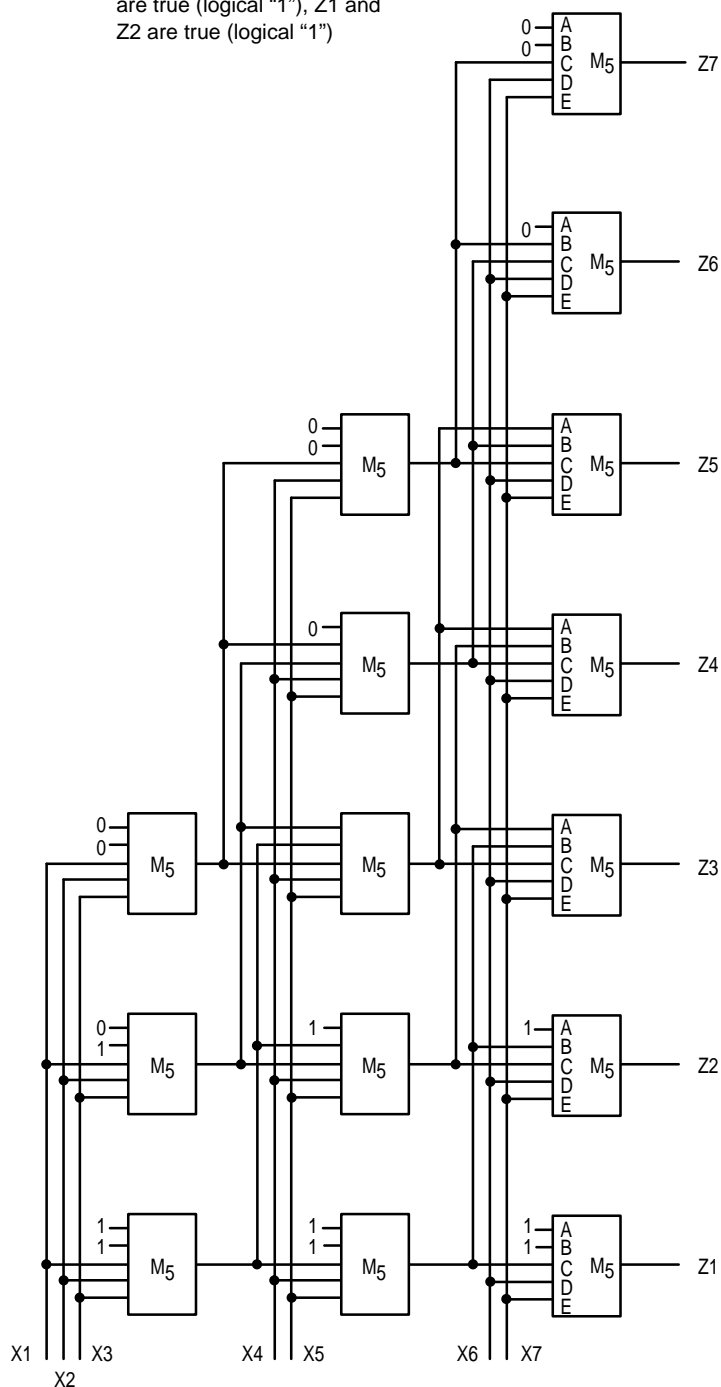 are true (logical “1”), Z1 and
Z2 are true (logical “1”)
0 A
0 B
C M5 Z7
D
E
0 A
B
C M5 Z6
D
E
0 A
0 B
M5 C M5 Z5
D
E
0 A
B
M5 C M5 Z4
D
E
0 A
0 B
M5 M5 C M5 Z3
D
E
0 1 1 A
1 B
M5 M5 C M5 Z2
D
E
1 1 1 A
1 1 1 B
M5 M5 C M5 Z1
D
E
X1 X3 X4 X5 X6 X7
X2